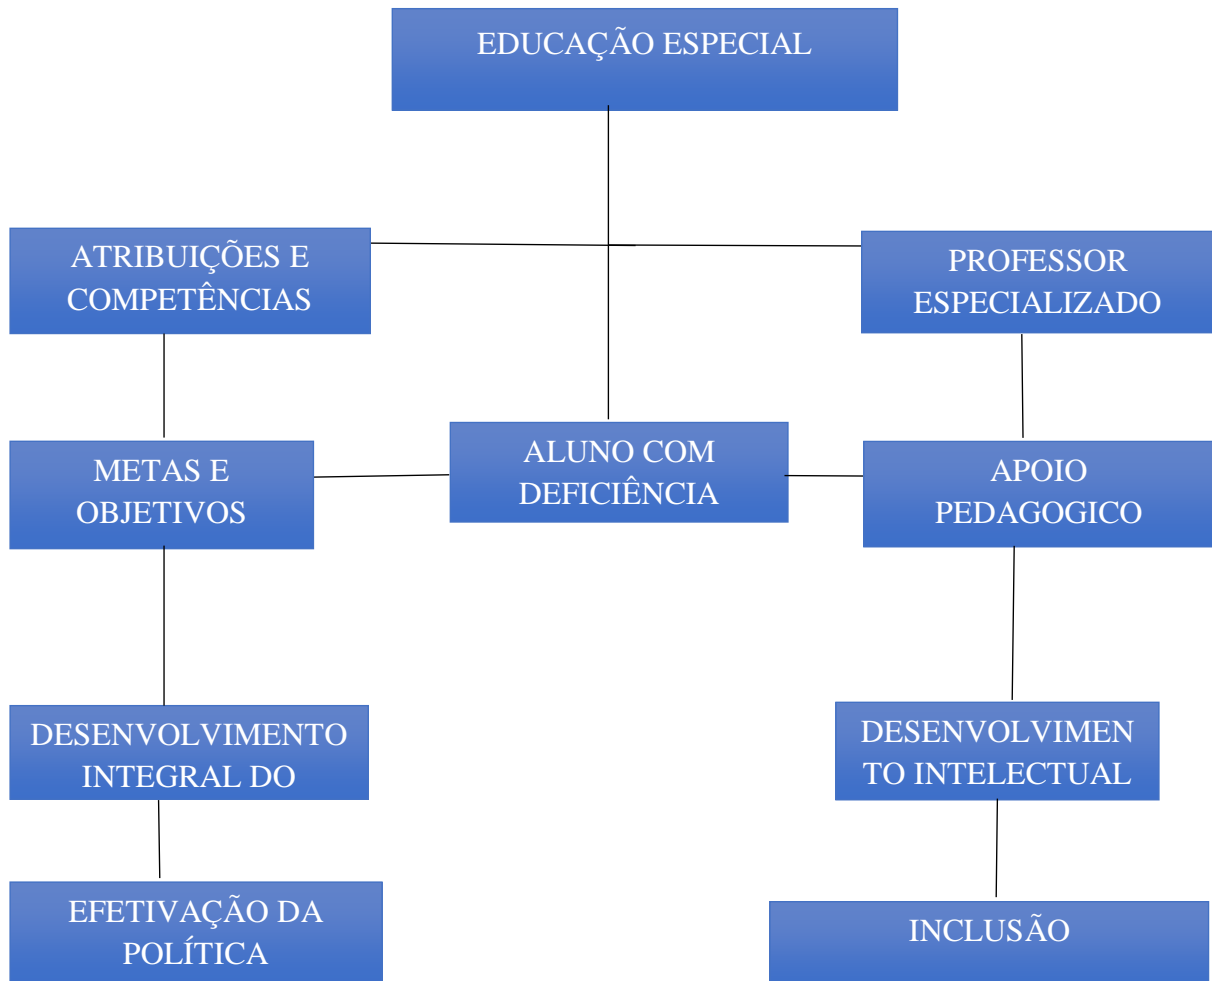 EDUCAÇÃO ESPECIAL
ATRIBUIÇÕES E
COMPETÊNCIAS
PROFESSOR
ESPECIALIZADO
METAS E
OBJETIVOS
ALUNO COM
DEFICIÊNCIA
APOIO
PEDAGOGICO
DESENVOLVIMENTO
INTEGRAL DO
DESENVOLVIMEN
TO INTELECTUAL
EFETIVAÇÃO DA
POLÍTICA
INCLUSÃO